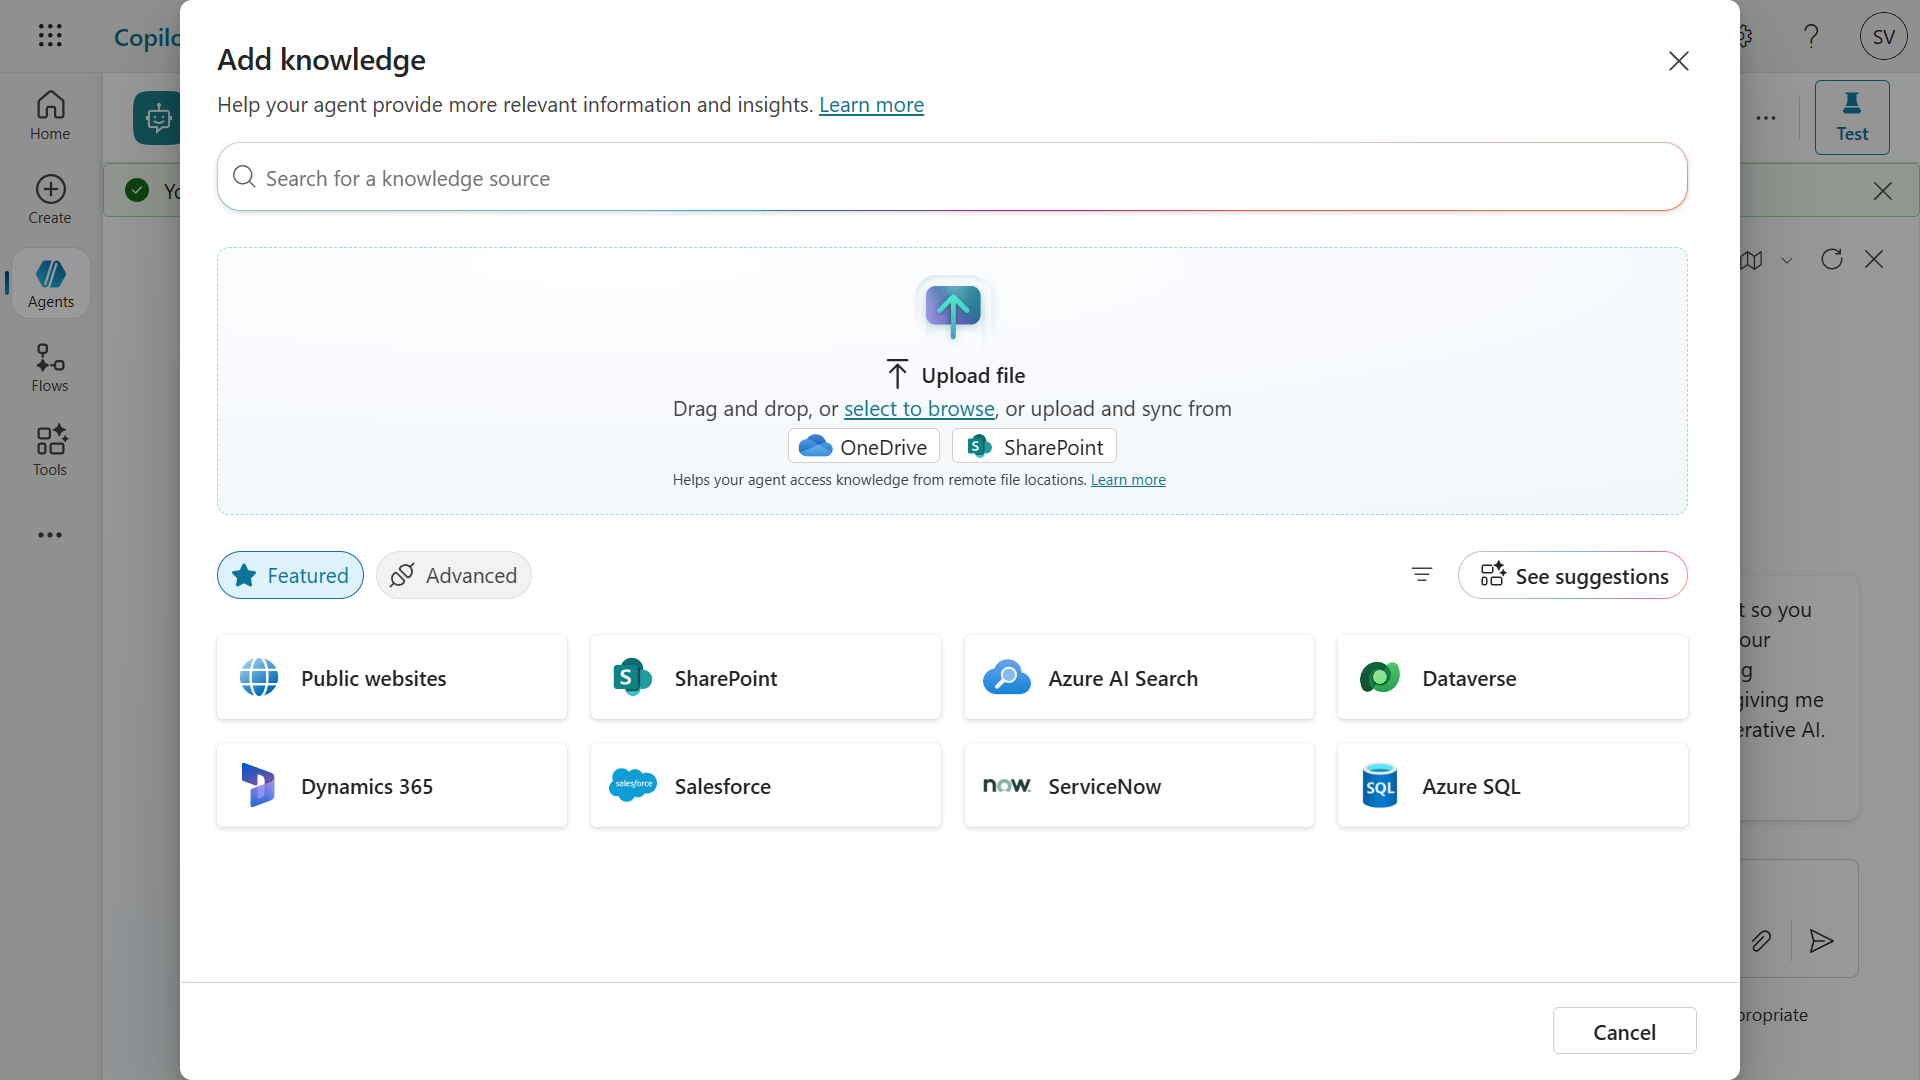 Copilo
SV
Add knowledge
Help your agent provide more relevant information and insights. Learn more
Home
Test
Search for a knowledge source
Create
Agents
Upload file
Flows
Drag and drop, or select to browse, or upload and sync from
OneDrive
SharePoint
Tools
Helps your agent access knowledge from remote file locations. Learn more
Featured
Advanced
See suggestions
t so you
our
g
giving me
erative AI.
Public websites
SharePoint
Azure AI Search
Dataverse
Dynamics 365
salesforce
Salesforce
now.
ServiceNow
SQL
Azure SQL
propriate
Cancel